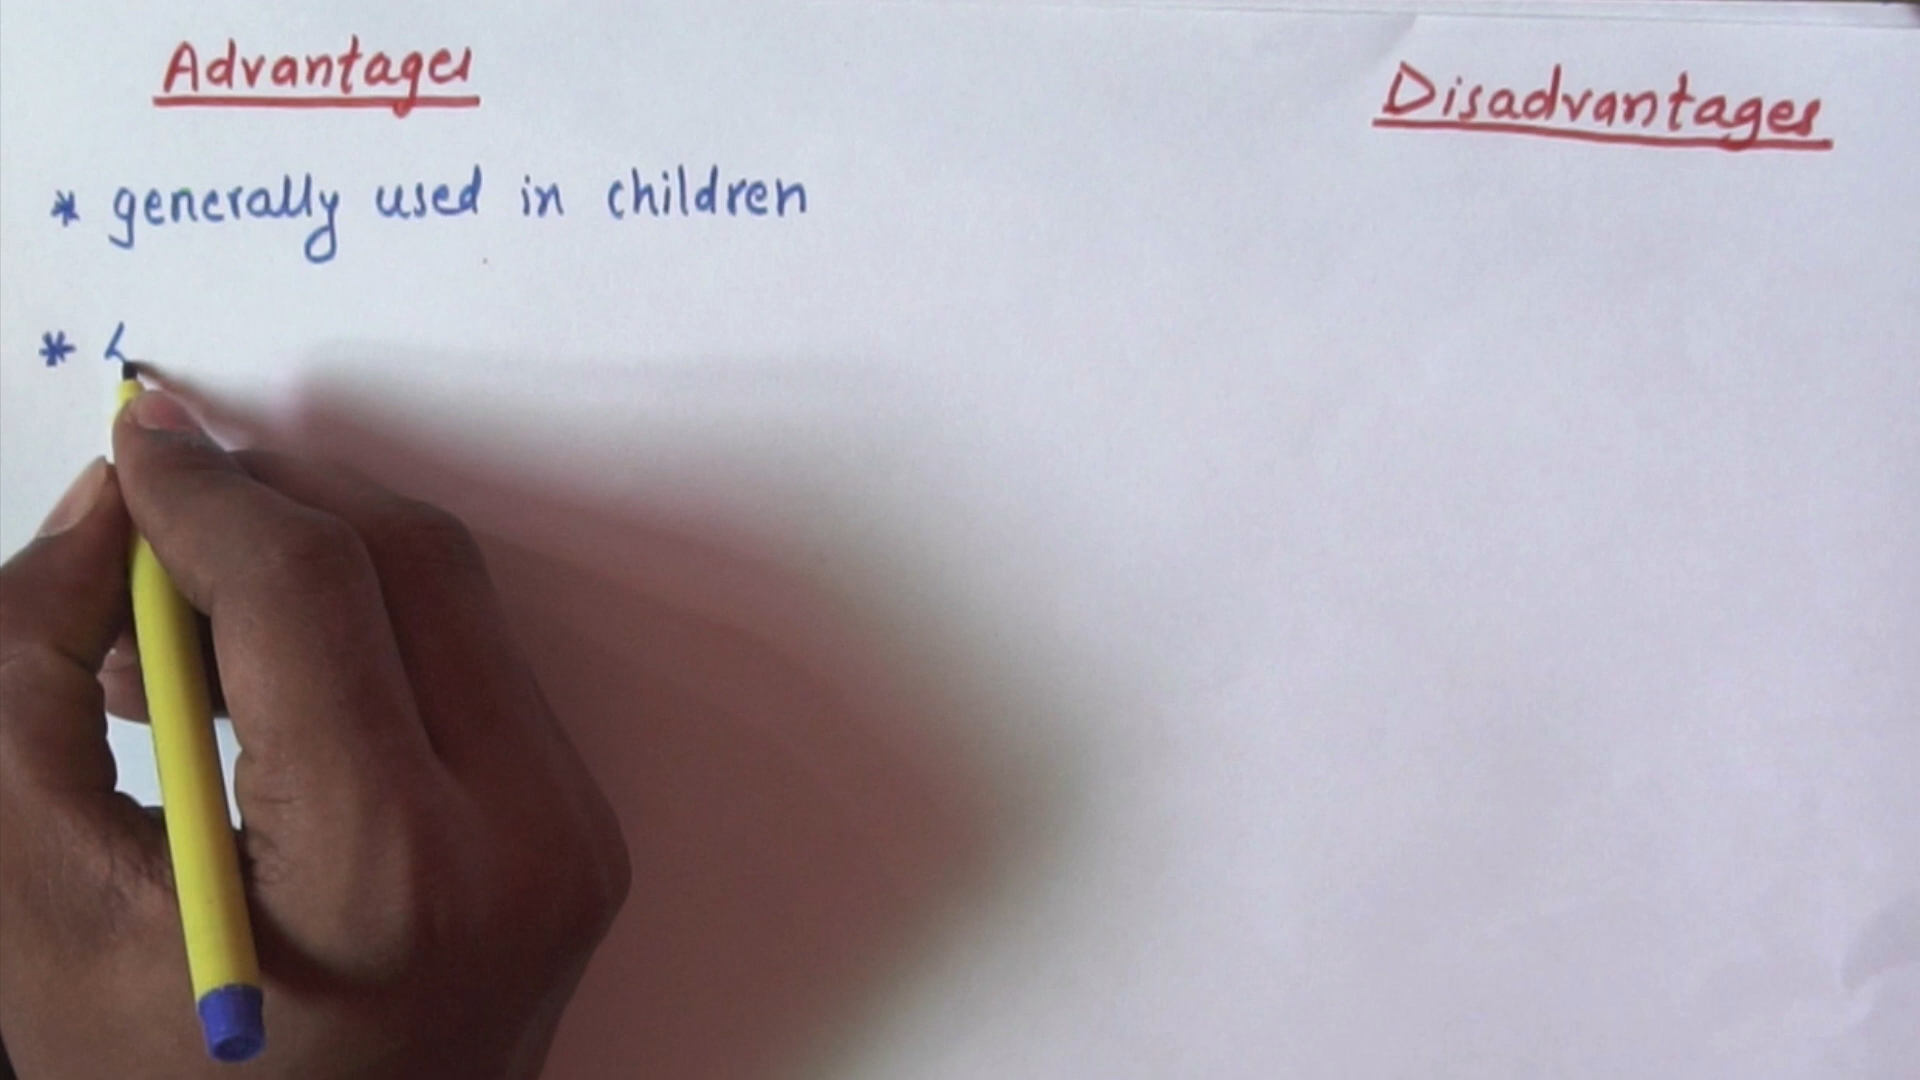 Advantages
Disadvantages
* generally used in children
*